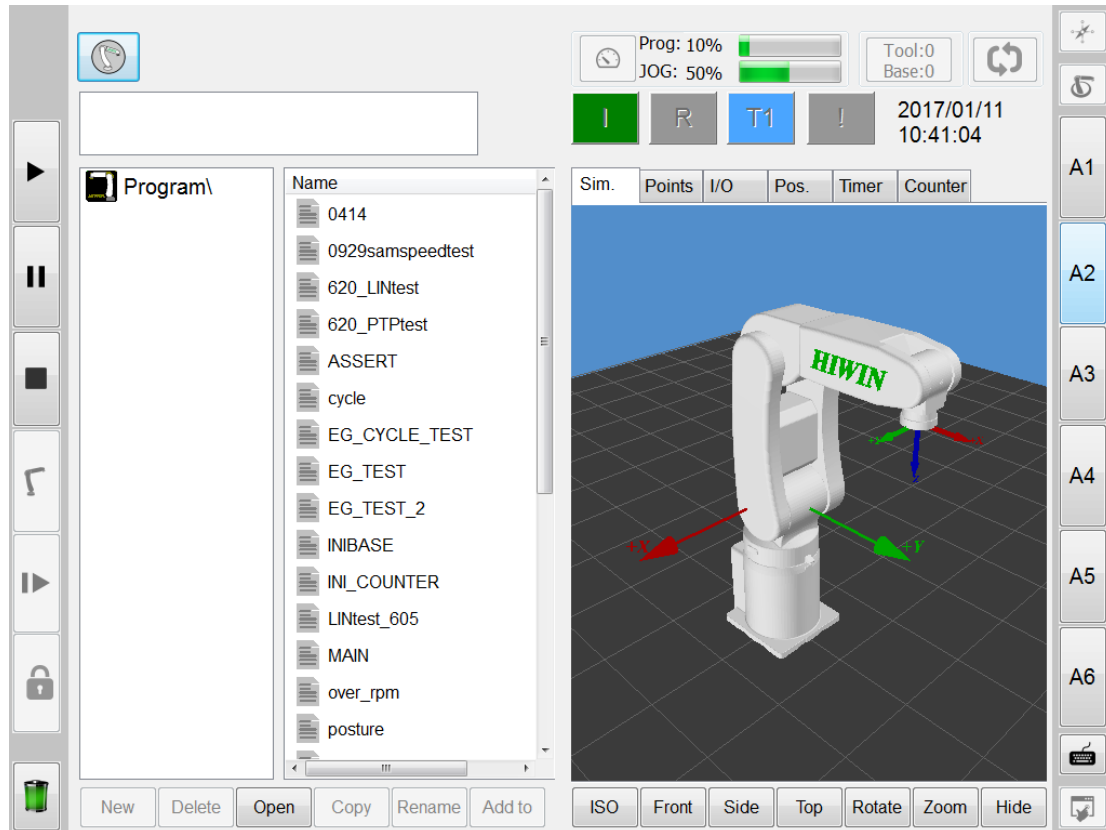 Prog: 10%
JOG: 50%
Tool:0
Base:0
I
R
T1
!
2017/01/11
10:41:04
Program\
Name
0414
0929samspeedtest
620_LINtest
620_PTPtest
ASSERT
cycle
EG_CYCLE_TEST
EG_TEST
EG_TEST_2
INIBASE
INI_COUNTER
LINtest_605
MAIN
over_rpm
posture
New
Delete
Open
Copy
Rename
Add to
Sim.
Points
I/O
Pos.
Timer
Counter
HIWIN
+X
+Y
ISO
Front
Side
Top
Rotate
Zoom
Hide
A1
A2
A3
A4
A5
A6